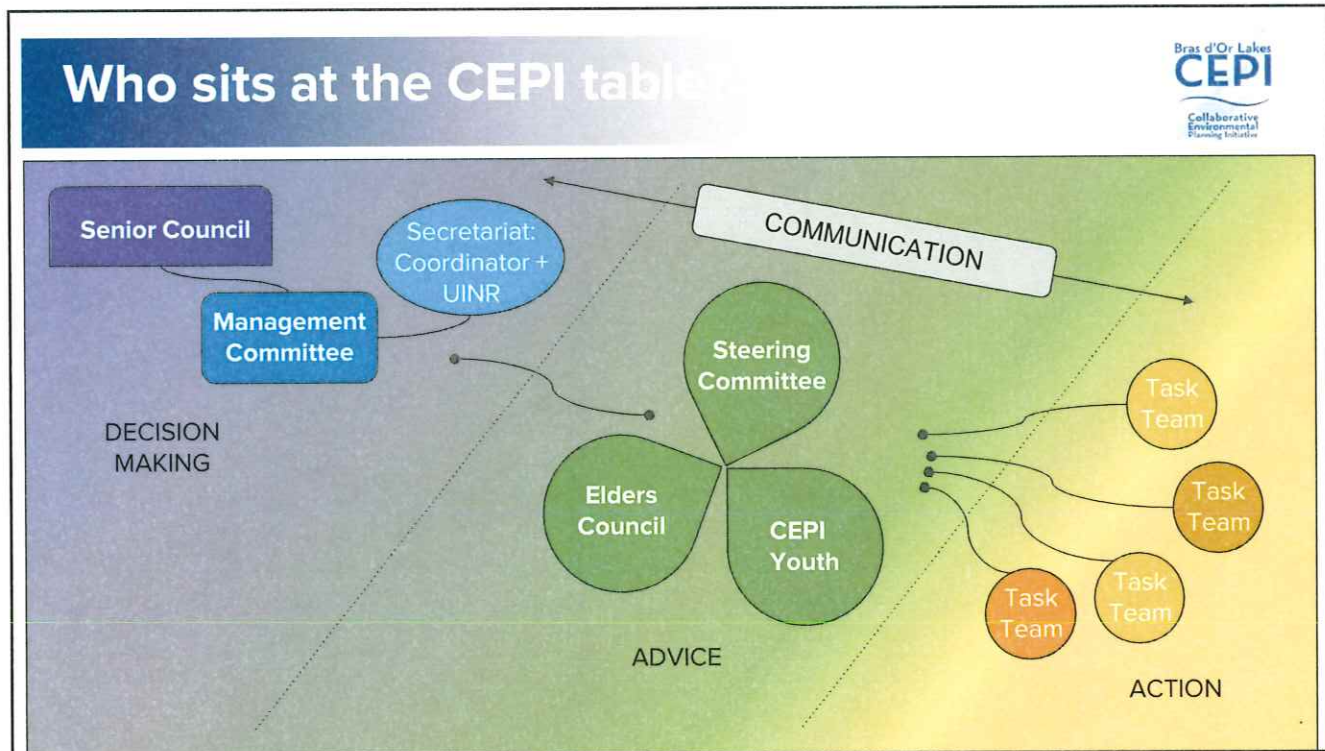 Who sits at the CEPI table?
Bras d'Or Lakes
CEPI
Collaborative
Environmental
Planning Initiative
Senior Council
Secretariat:
Coordinator +
UINR
Management
Committee
COMMUNICATION
DECISION
MAKING
Steering
Committee
Elders
Council
CEPI
Youth
ADVICE
Task
Team
Task
Team
Task
Team
Task
Team
ACTION